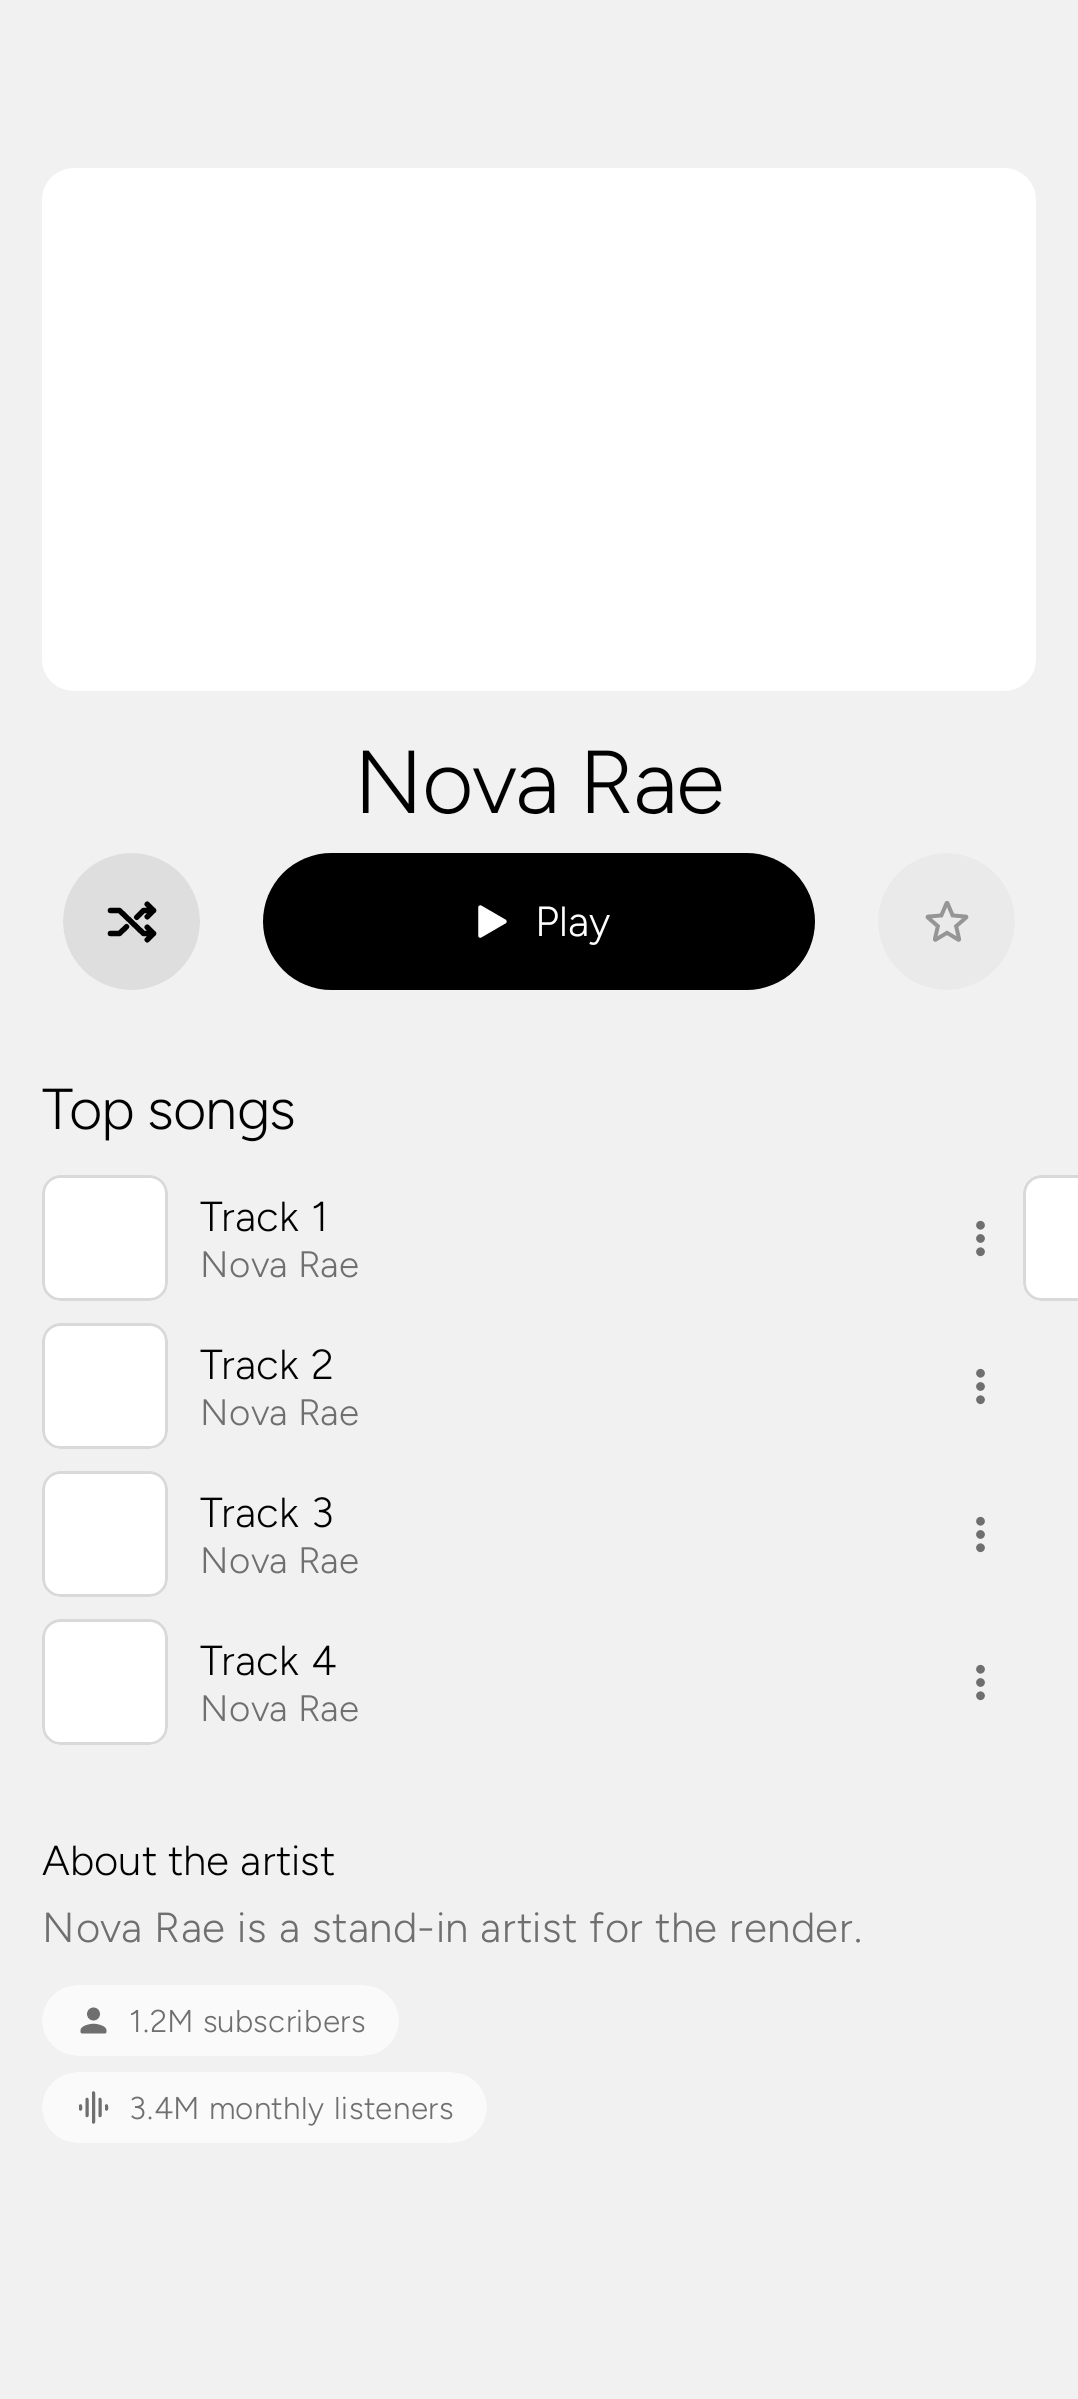 Nova Rae
Play
Top songs
Track 1
Nova Rae
Track 2
Nova Rae
Track 3
Nova Rae
Track 4
Nova Rae
About the artist
Nova Rae is a stand-in artist for the render.
1.2M subscribers
3.4M monthly listeners